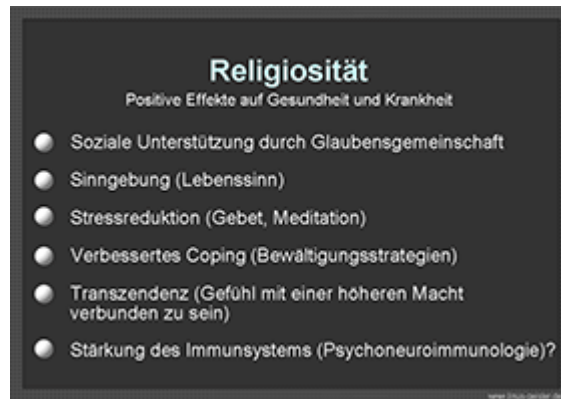 Religiosität
Positive Effekte auf Gesundheit und Krankheit
Soziale Unterstützung durch Glaubensgemeinschaft
Sinngebung (Lebenssinn)
Stressreduktion (Gebet, Meditation)
Verbessertes Coping (Bewältigungsstrategien)
Transzendenz (Gefühl mit einer höheren Macht
verbunden zu sein)
Stärkung des Immunsystems (Psychoneuroimmunologie)?